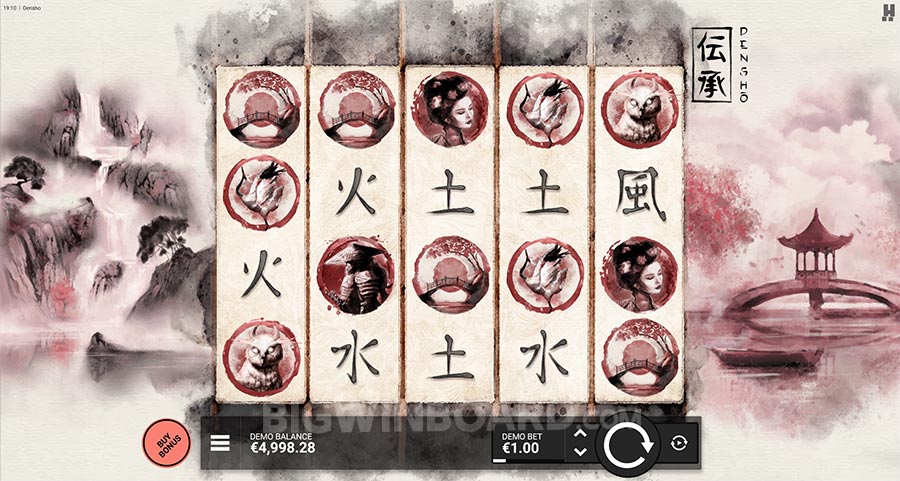 19:10 | Densho
伝承
DENSHŌ
火 土 土 風
火
水 土 水
BUY BONUS
DEMO BALANCE
€4,998.28
DEMO BET
€1.00
BIGWINBOARD.com